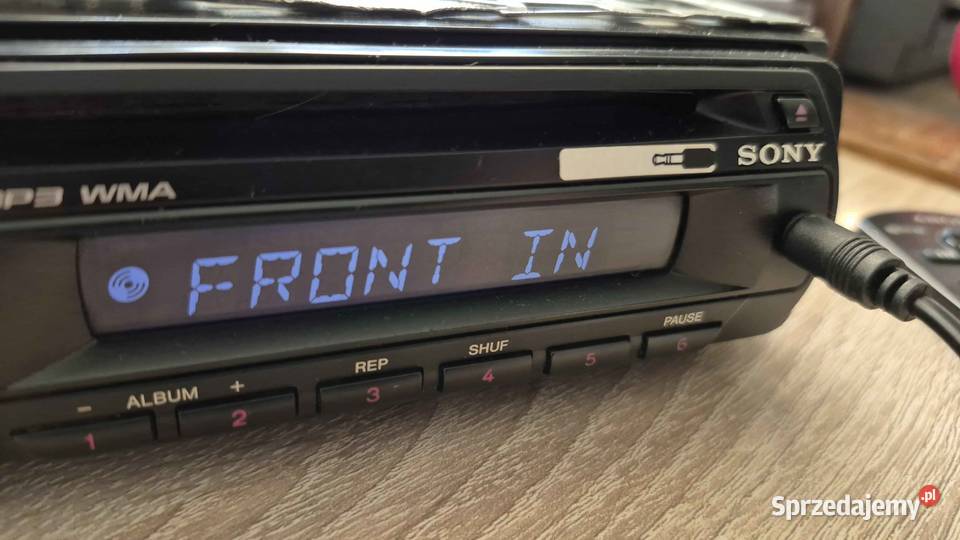 SONY
MP3 WMA
FRONT IN
PAUSE
SHUF
REP
- ALBUM +
1 2 3 4 5 6
Sprzedajemy.pl